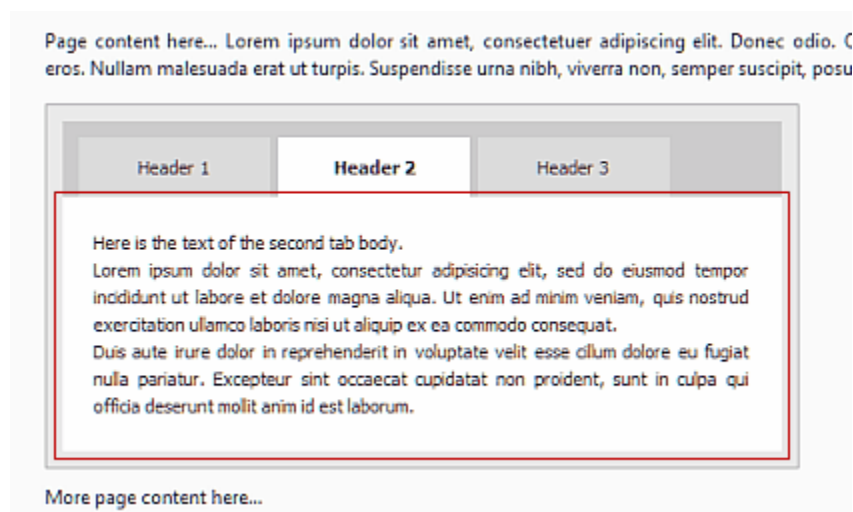 Page content here... Lorem ipsum dolor sit amet, consectetuer adipiscing elit. Donec odio.
eros. Nullam malesuada erat ut turpis. Suspendisse urna nibh, viverra non, semper suscipit, posu
Header 1 Header 2 Header 3
Here is the text of the second tab body.
Lorem ipsum dolor sit amet, consectetur adipisicing elit, sed do eiusmod tempor
incididunt ut labore et dolore magna aliqua. Ut enim ad minim veniam, quis nostrud
exercitation ullamco laboris nisi ut aliquip ex ea commodo consequat.
Duis aute irure dolor in reprehenderit in voluptate velit esse cillum dolore eu fugiat
nulla pariatur. Excepteur sint occaecat cupidatat non proident, sunt in culpa qui
officia deserunt mollit anim id est laborum.
More page content here...